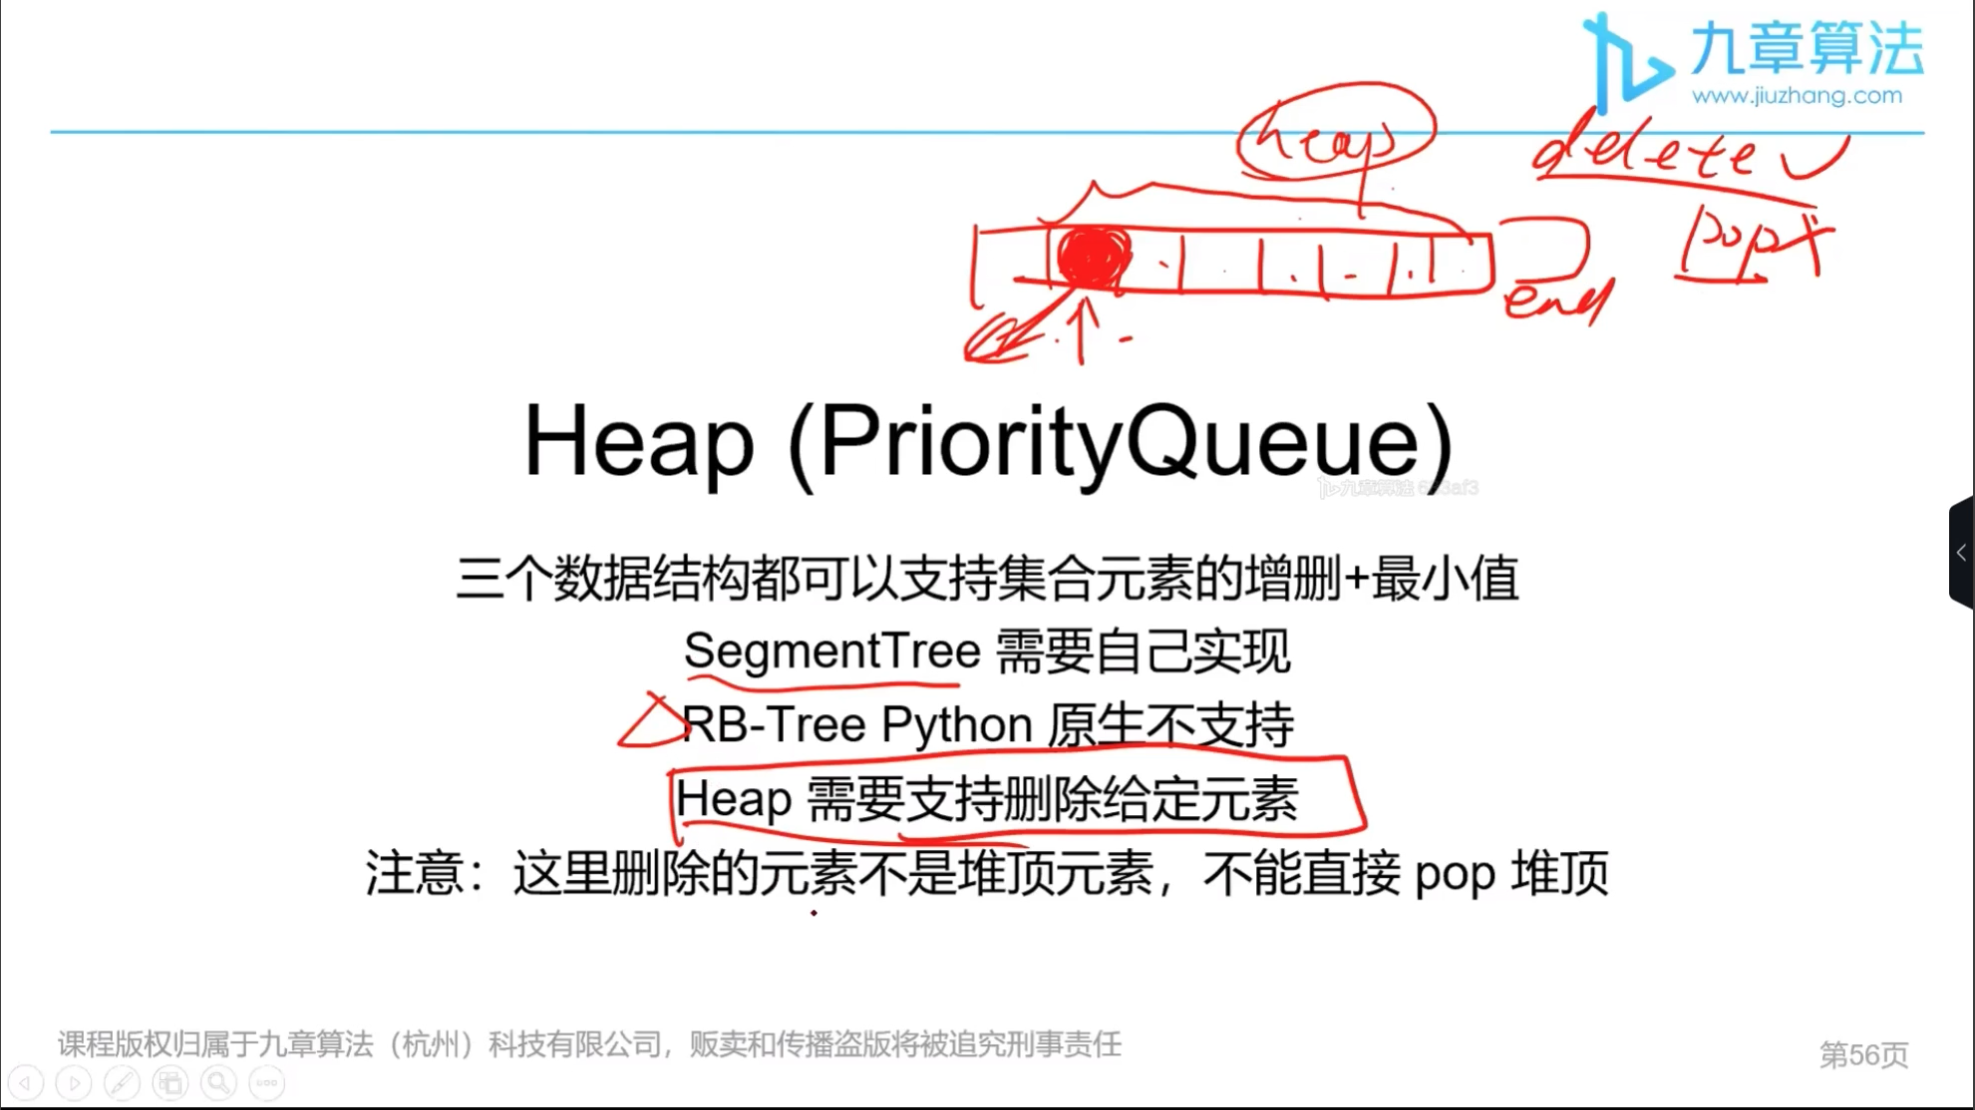 九章算法
www.jiuzhang.com
heap
delete
pop
end
Heap (PriorityQueue)
三个数据结构都可以支持集合元素的增删+最小值
SegmentTree 需要自己实现
RB-Tree Python 原生不支持
Heap 需要支持删除给定元素
注意：这里删除的元素不是堆顶元素，不能直接 pop 堆顶
课程版权归属于九章算法（杭州）科技有限公司，贩卖和传播盗版将被追究刑事责任
第56页